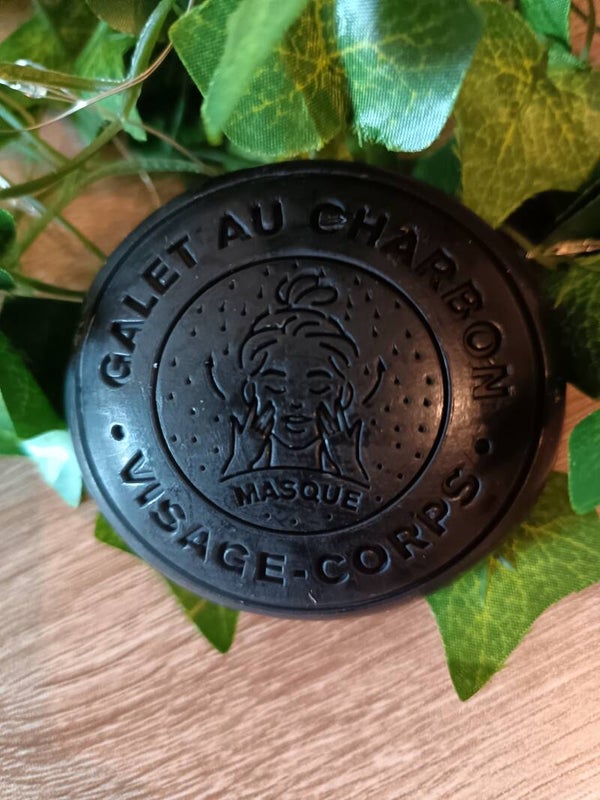 GALET AU CHARBON
MASQUE
• VISAGE-CORPS •